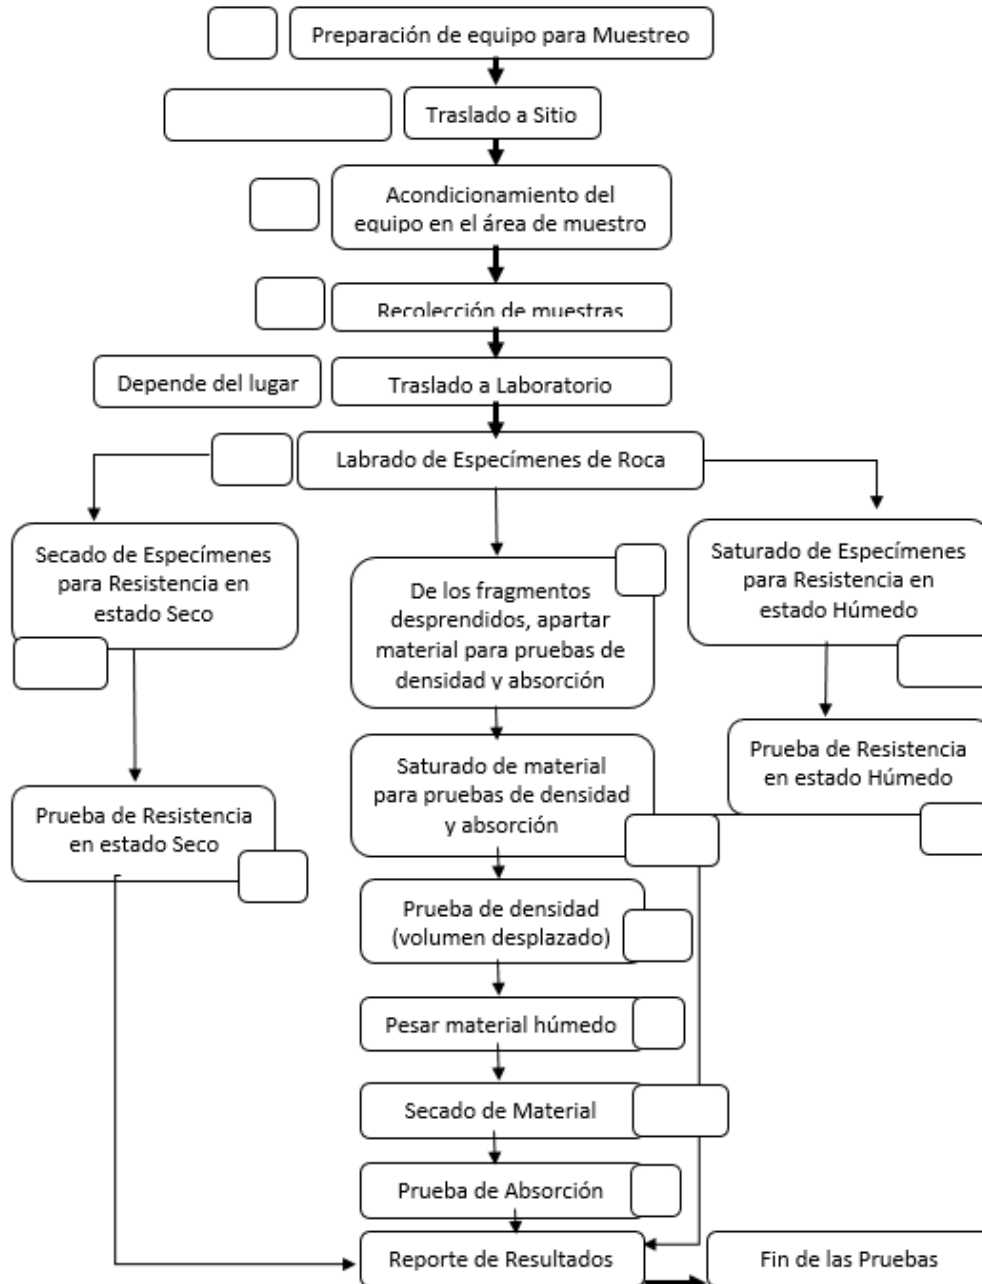 Preparación de equipo para Muestreo
Traslado a Sitio
Acondicionamiento del
equipo en el área de muestro
Recolección de muestras
Depende del lugar
Traslado a Laboratorio
Labrado de Especímenes de Roca
Secado de Especímenes
para Resistencia en
estado Seco
De los fragmentos
desprendidos, apartar
material para pruebas de
densidad y absorción
Saturado de Especímenes
para Resistencia en
estado Húmedo
Prueba de Resistencia
en estado Húmedo
Saturado de material
para pruebas de densidad
y absorción
Prueba de Resistencia
en estado Seco
Prueba de densidad
(volumen desplazado)
Pesar material húmedo
Secado de Material
Prueba de Absorción
Reporte de Resultados
Fin de las Pruebas